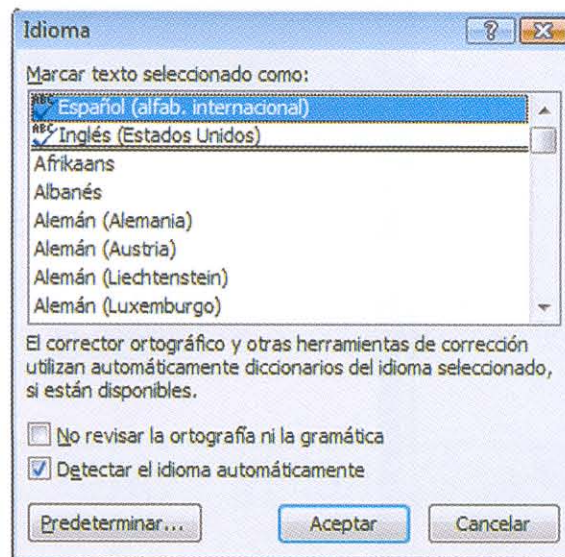 Idioma
Marcar texto seleccionado como:
ABC Español (alfab. internacional)
ABC Inglés (Estados Unidos)
Afrikaans
Albanés
Alemán (Alemania)
Alemán (Austria)
Alemán (Liechtenstein)
Alemán (Luxemburgo)
El corrector ortográfico y otras herramientas de corrección
utilizan automáticamente diccionarios del idioma seleccionado,
si están disponibles.
No revisar la ortografía ni la gramática
Detectar el idioma automáticamente
Predeterminar... Aceptar Cancelar